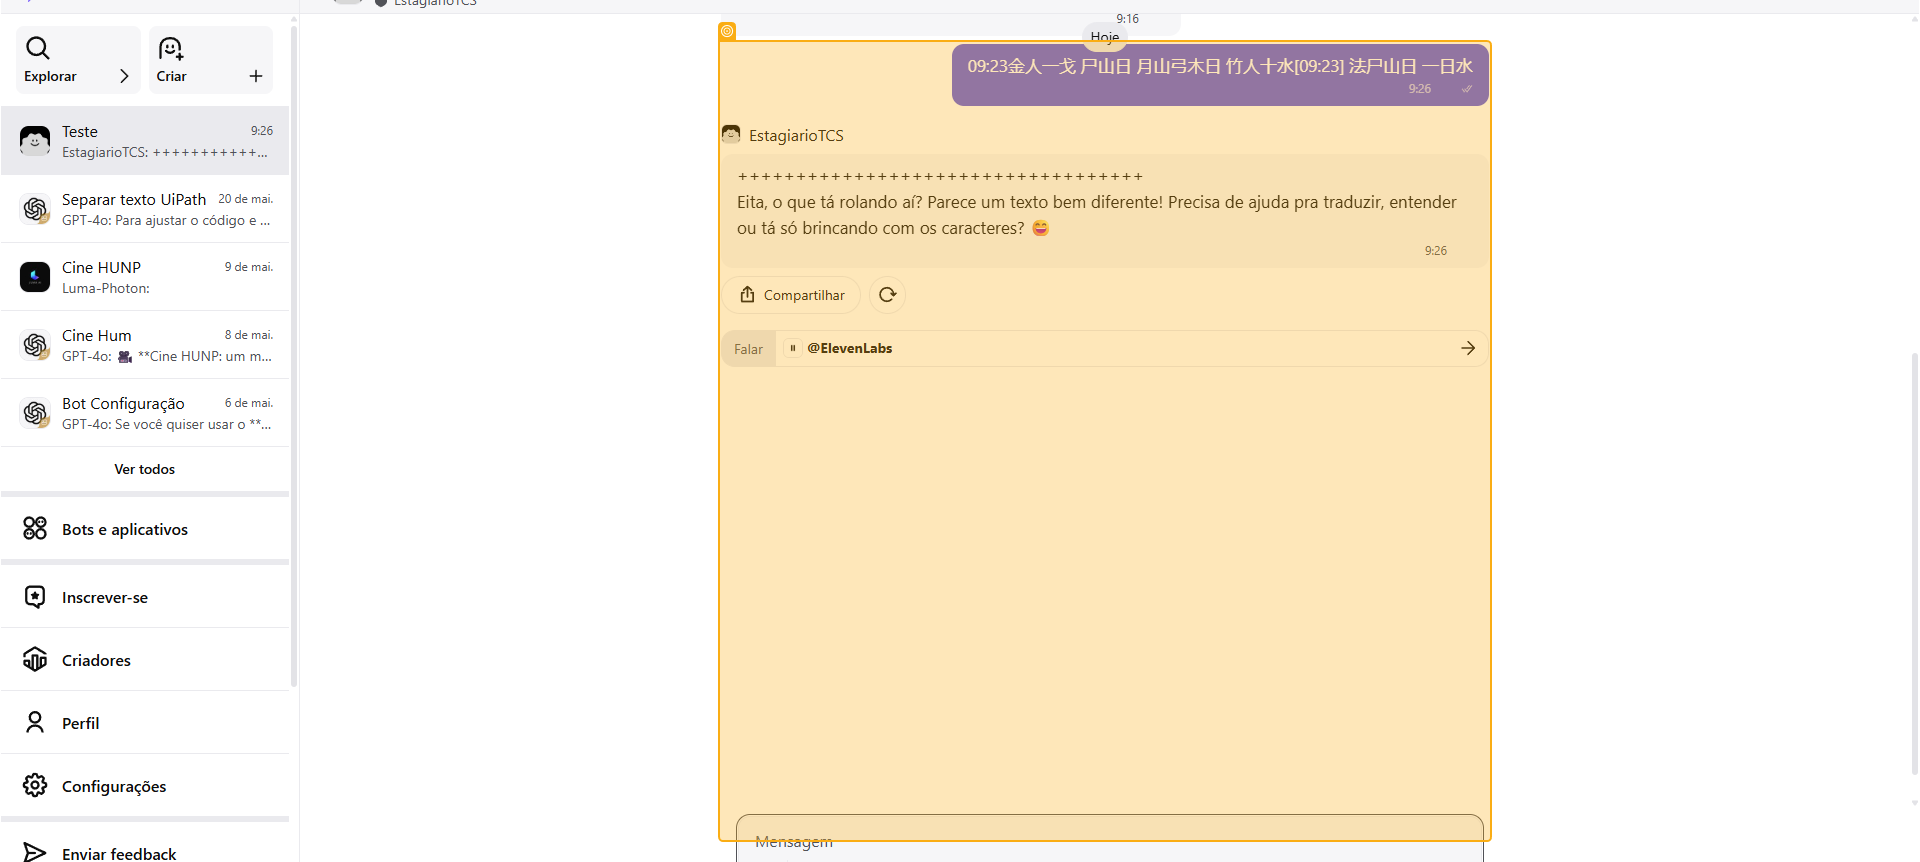 EstagiarioTCS
Explorar
Criar
Teste
9:26
EstagiarioTCS: +++++++++++...
Separar texto UiPath
20 de mai.
GPT-4o: Para ajustar o código e ...
Cine HUNP
9 de mai.
Luma-Photon:
Cine Hum
8 de mai.
GPT-4o: 🎥 **Cine HUNP: um m...
Bot Configuração
6 de mai.
GPT-4o: Se você quiser usar o **...
Ver todos
Bots e aplicativos
Inscrever-se
Criadores
Perfil
Configurações
Enviar feedback
9:16
Hoje
09:23金人一戈 尸山日 月山弓木日 竹人十水[09:23] 法尸山日 一日水
9:26
EstagiarioTCS
++++++++++++++++++++++++++++++++++
Eita, o que tá rolando aí? Parece um texto bem diferente! Precisa de ajuda pra traduzir, entender
ou tá só brincando com os caracteres? 😄
9:26
Compartilhar
Falar
@ElevenLabs
Mensagem